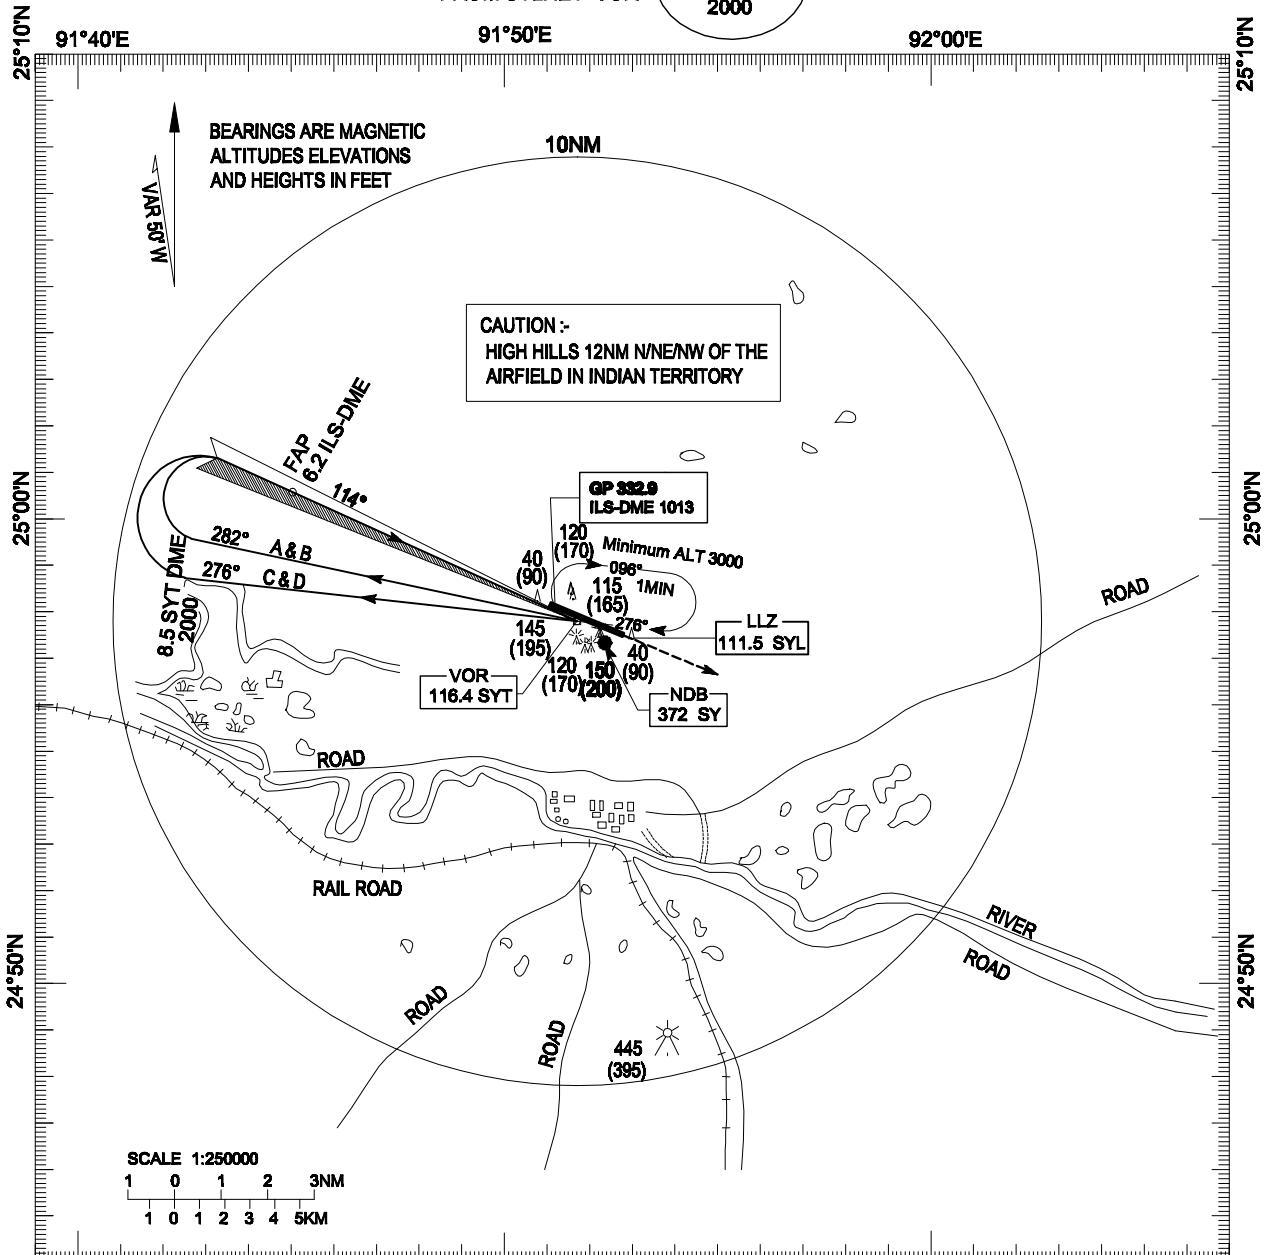 2000
91°40'E
91°50'E
92°00'E
25°10'N
25°10'N
BEARINGS ARE MAGNETIC
ALTITUDES ELEVATIONS
AND HEIGHTS IN FEET
VAR 50' W
10NM
CAUTION :-
HIGH HILLS 12NM N/NE/NW OF THE
AIRFIELD IN INDIAN TERRITORY
FAP
6.2 ILS-DME
114°
GP 332.9
ILS-DME 1013
25°00'N
25°00'N
282° A & B
276° C & D
8.5 SYT DME
2000
40
(90)
120
(170)
Minimum ALT 3000
096°
1MIN
115
(165)
276°
LLZ
111.5 SYL
145
(195)
120
(170)
150
(200)
40
(90)
VOR
116.4 SYT
NDB
372 SY
ROAD
ROAD
RAIL ROAD
RIVER
ROAD
24°50'N
24°50'N
ROAD
ROAD
445
(395)
SCALE 1:250000
1 0 1 2 3NM
1 0 1 2 3 4 5KM